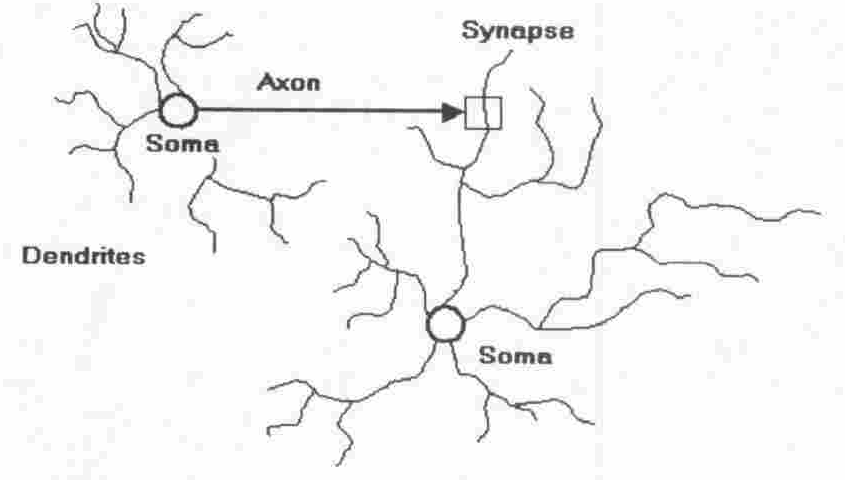 Synapse
Axon
Soma
Dendrites
Soma